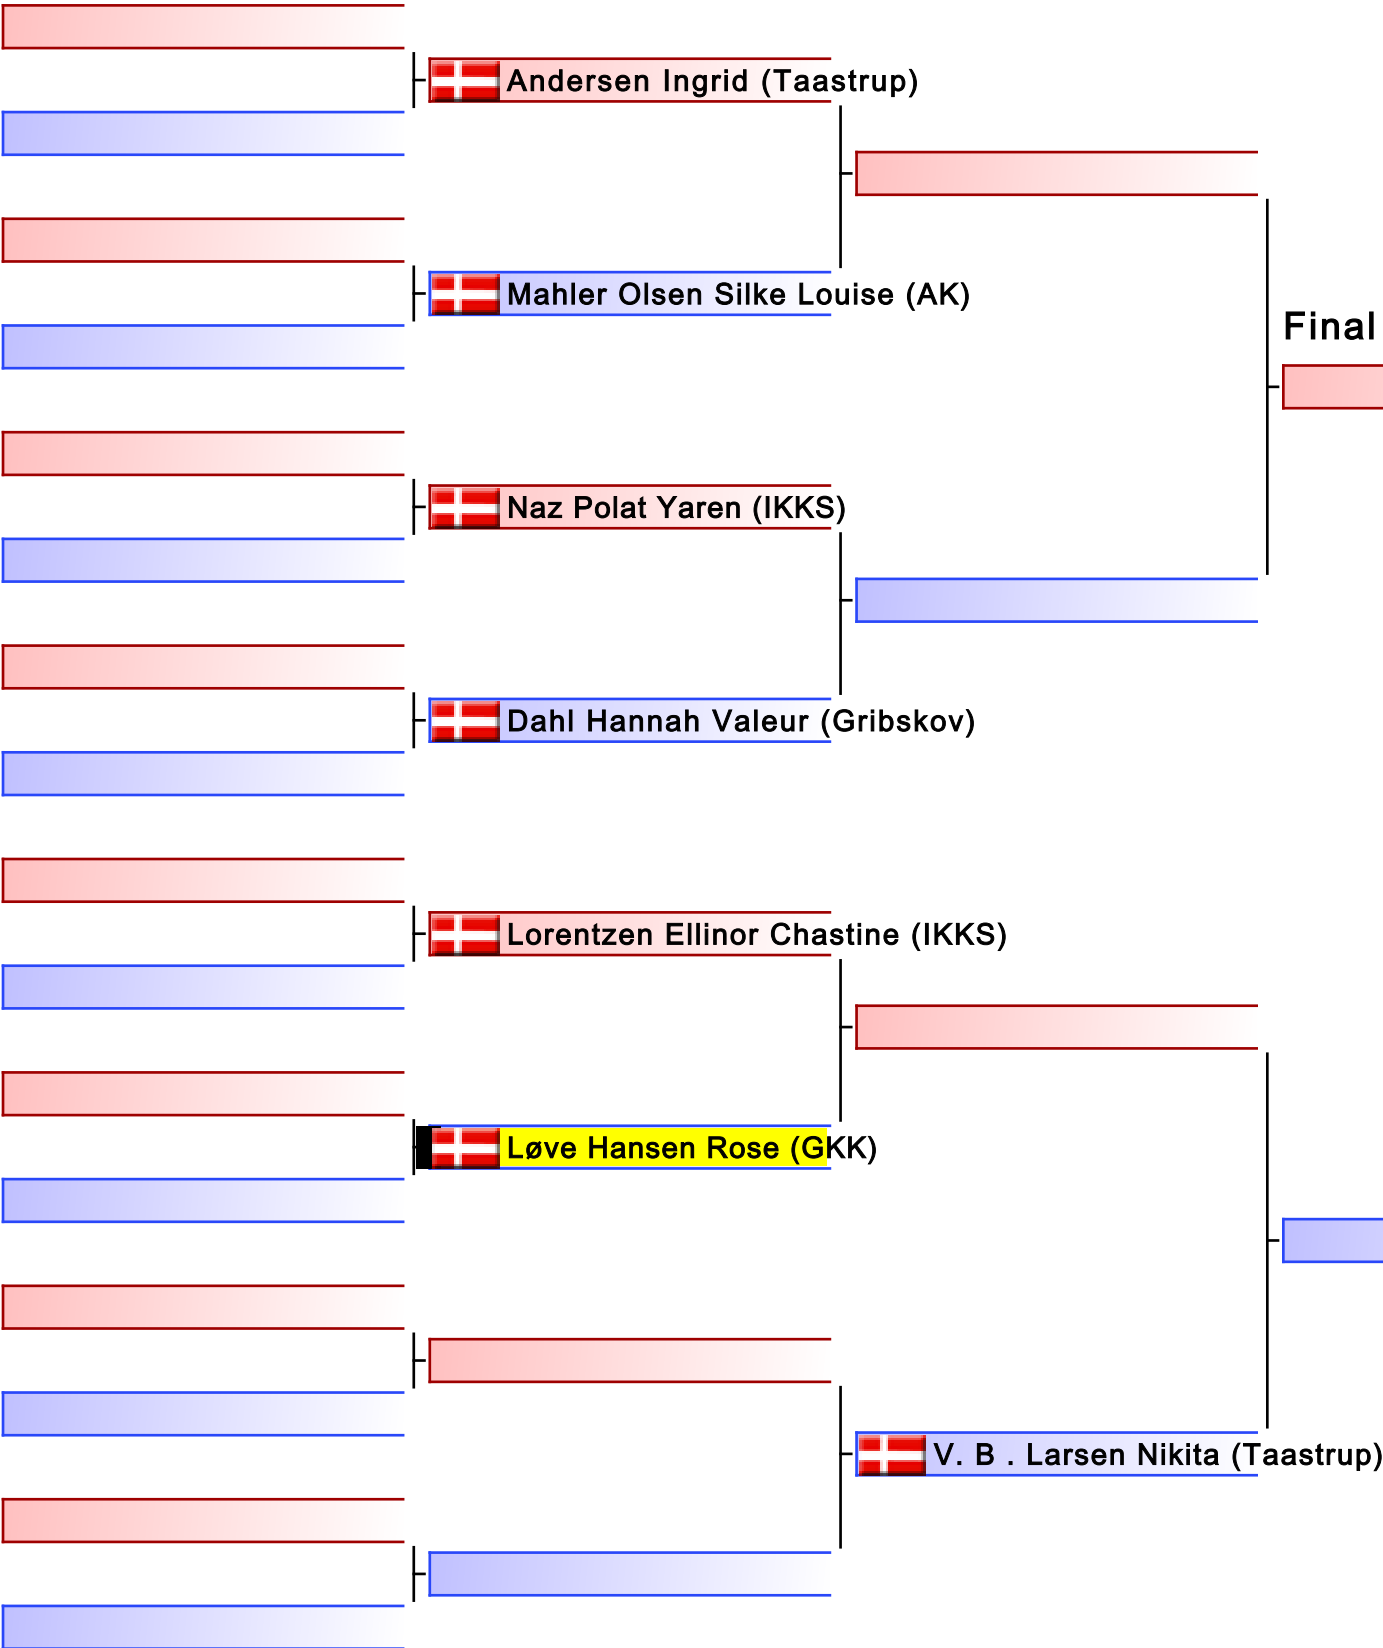 Andersen Ingrid (Taastrup)
Mahler Olsen Silke Louise (AK)
Final
Naz Polat Yaren (IKKS)
Dahl Hannah Valeur (Gribskov)
Lorentzen Ellinor Chastine (IKKS)
Løve Hansen Rose (GKK)
V. B . Larsen Nikita (Taastrup)